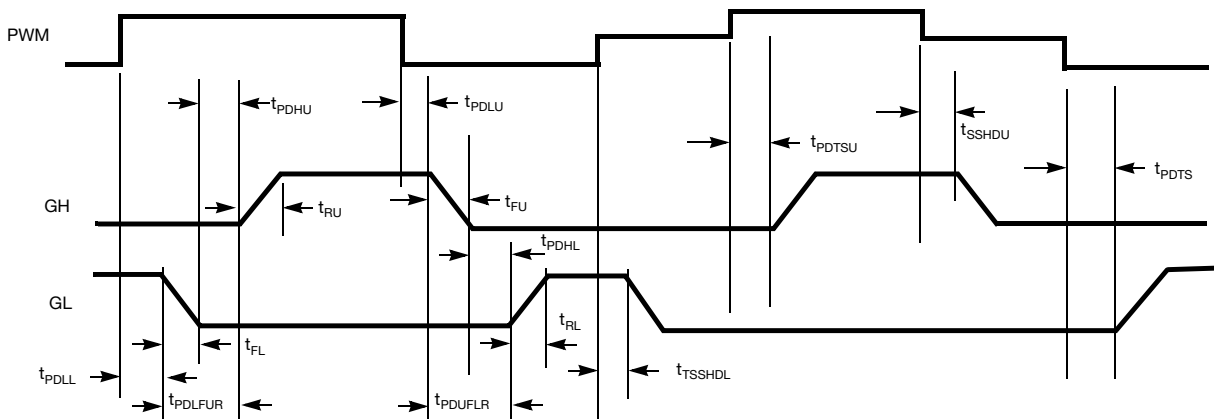 PWM
tPDHU
tPDLU
tPDTSU
tSSHDU
tPDTS
GH
tRU
tFU
tPDHL
GL
tFL
tRL
tPDLL
tPDLFUR
tPDUFLR
tTSSHDL